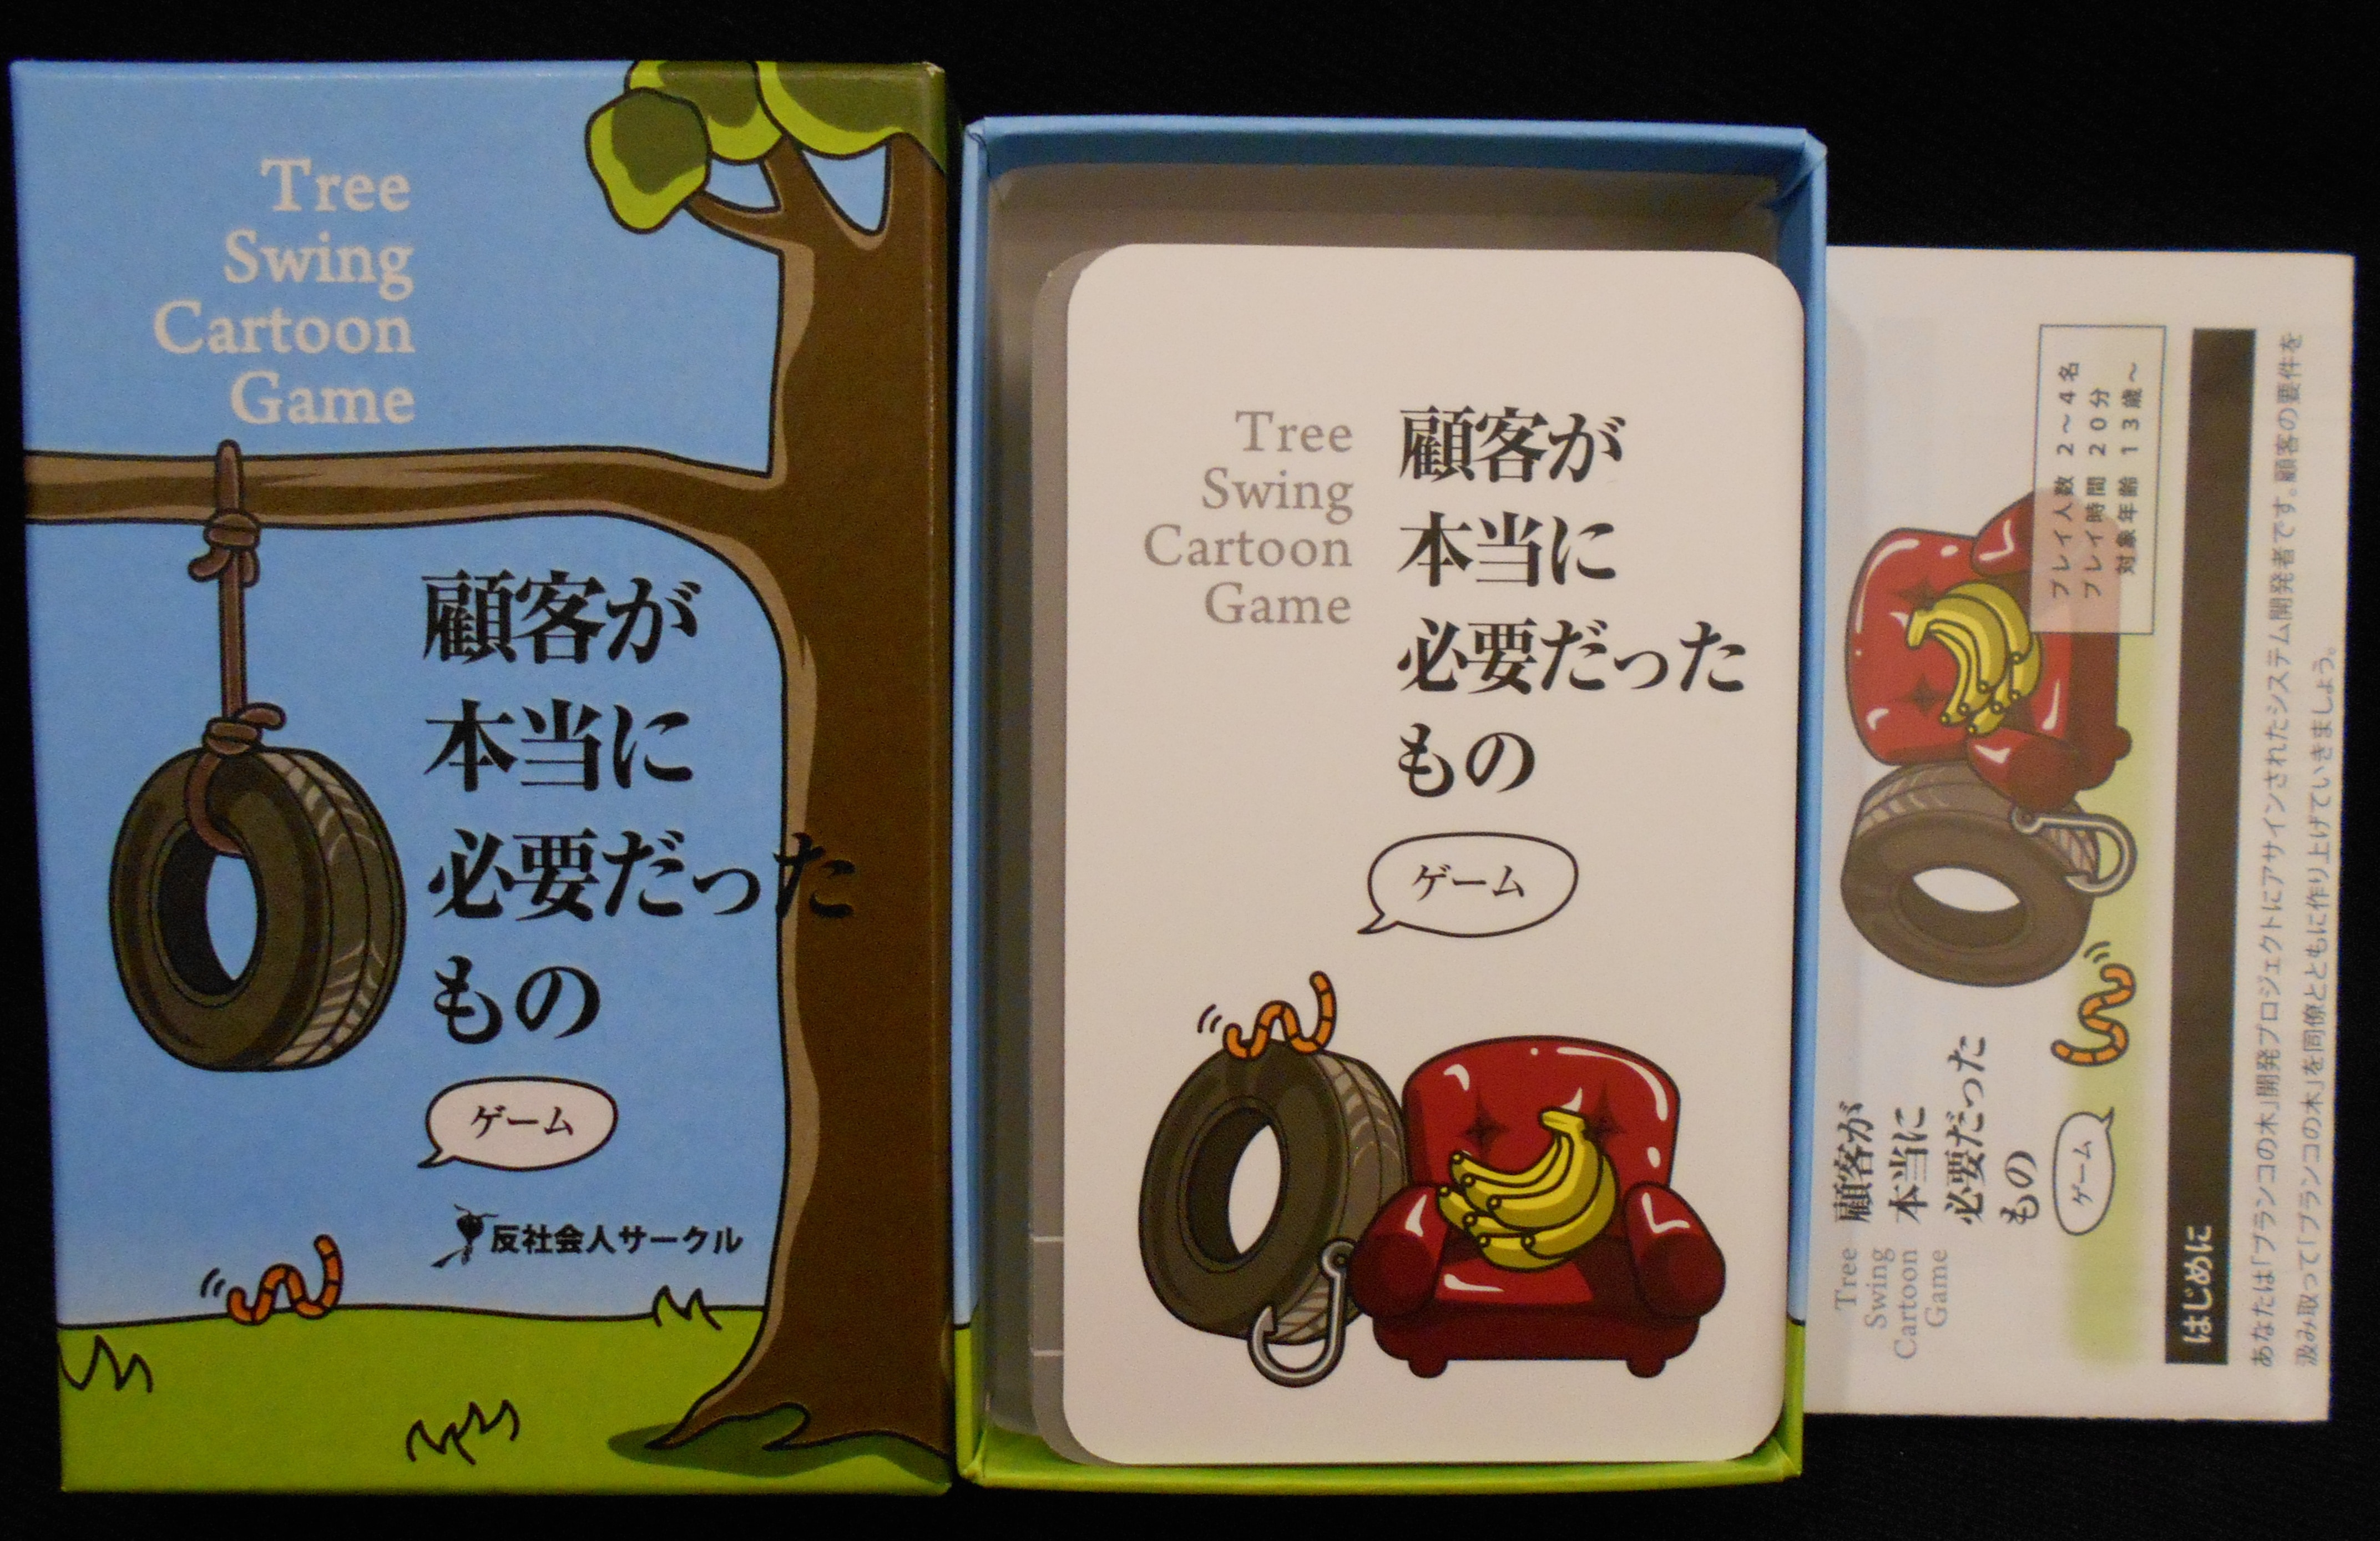 Tree
Swing
Cartoon
Game
顧客が
本当に
必要だった
もの
ゲーム
反社会人サークル
Tree
Swing
Cartoon
Game
顧客が
本当に
必要だった
もの
ゲーム
Tree
Swing
Cartoon
Game
顧客が
本当に
必要だった
もの
ゲーム
プレイ人数 2～4名
プレイ時間 20分
対象年齢 13歳～
はじめに
あなたは「ブランコの木」開発プロジェクトにアサインされたシステム開発者です。顧客の要件を
汲み取って「ブランコの木」を同僚とともに作り上げていきましょう。